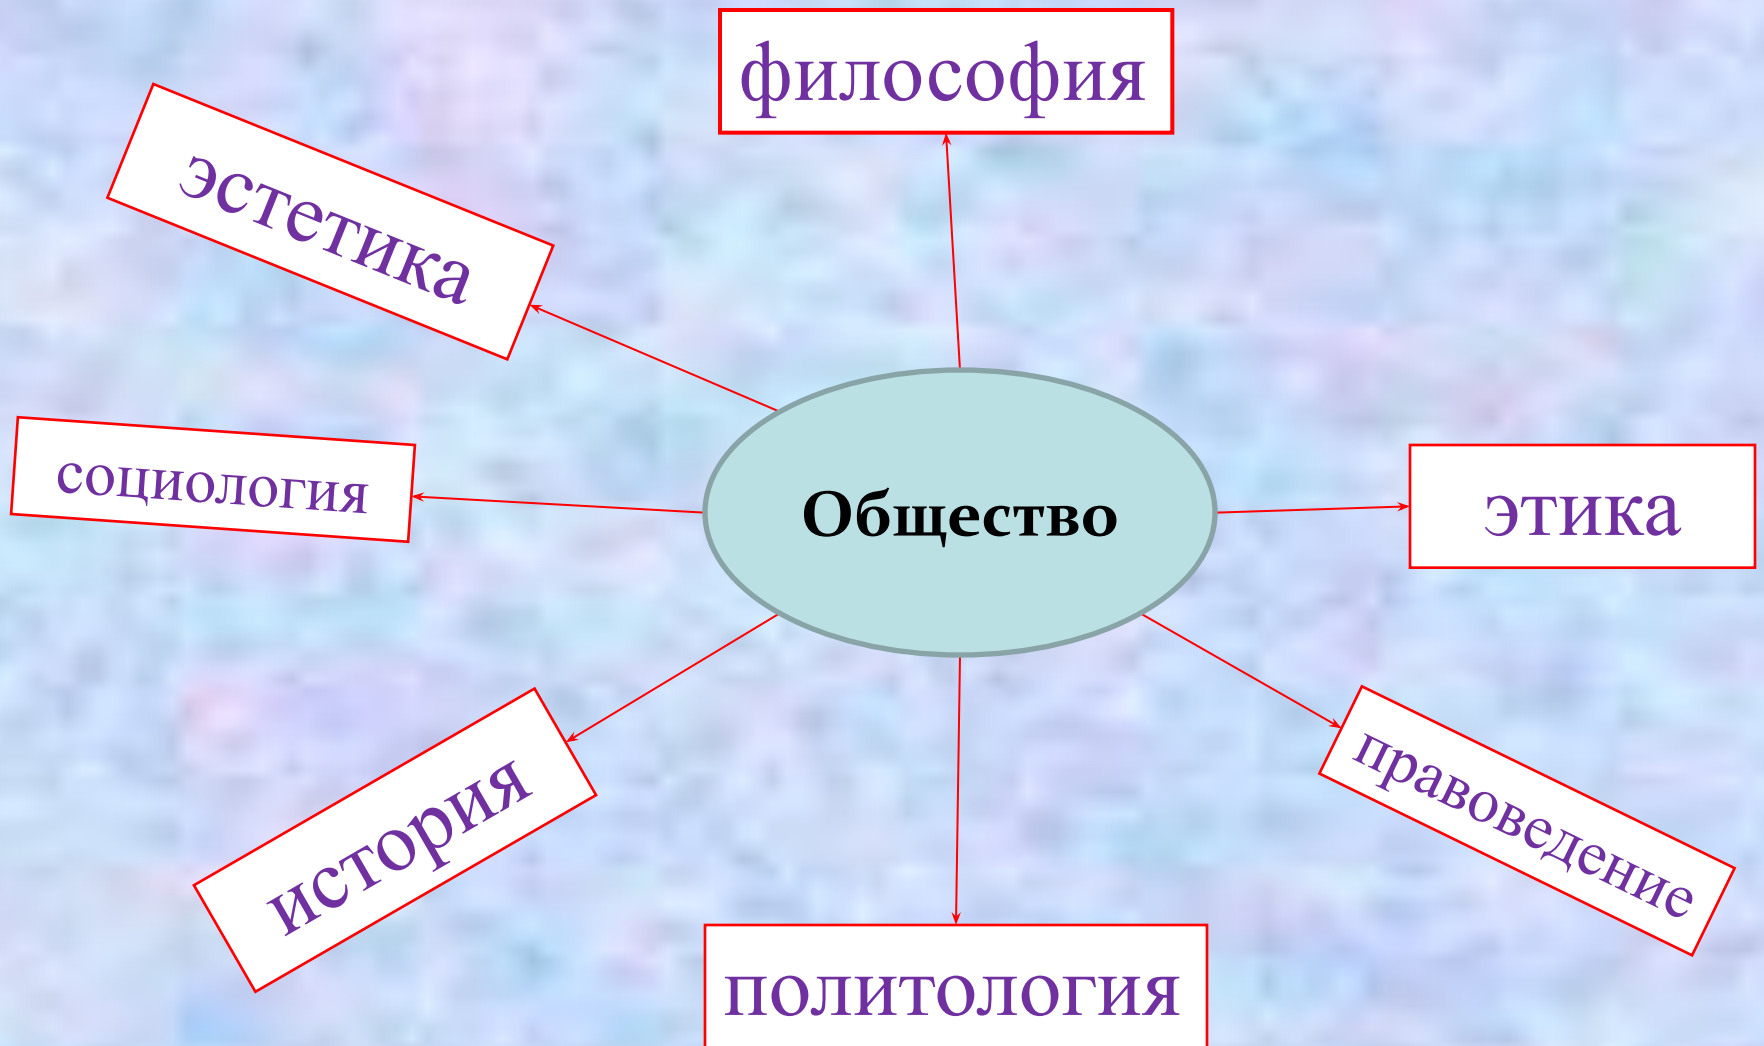 философия
эстетика
социология
Общество
этика
история
правоведение
политология